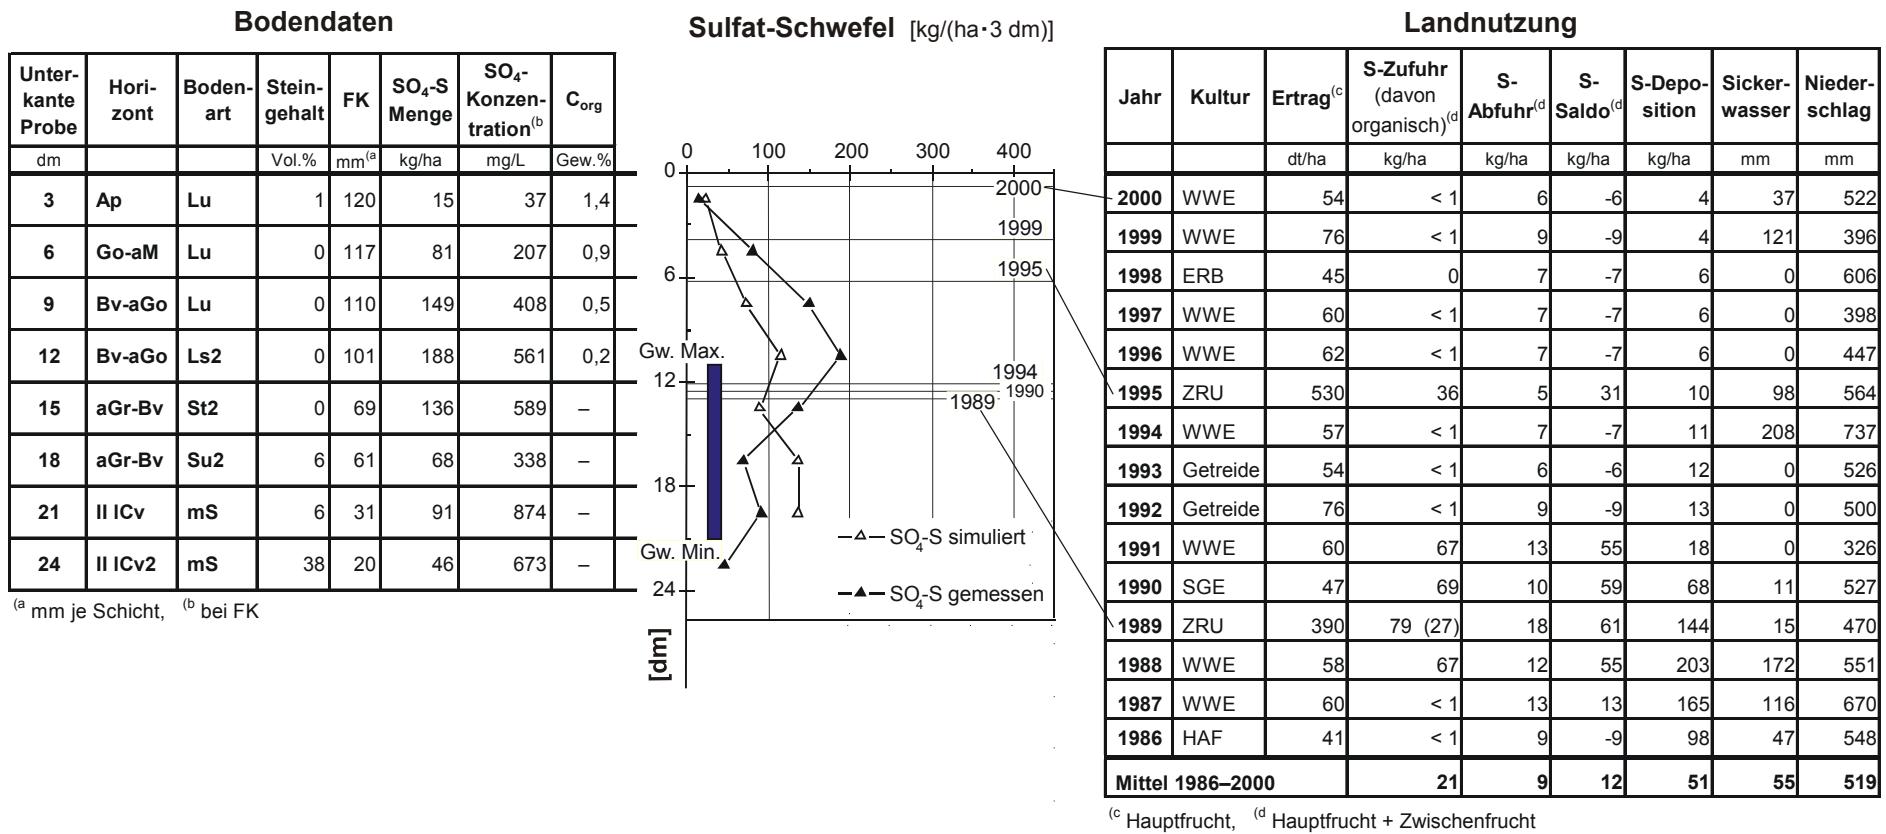 Bodendaten
Unter-kante Probe | Hori-zont | Boden-art | Stein-gehalt | FK | SO4-S Menge | SO4-Konzen-tration(b | Corg
dm | | | Vol.% | mm(a | kg/ha | mg/L | Gew.%
3 | Ap | Lu | 1 | 120 | 15 | 37 | 1,4
6 | Go-aM | Lu | 0 | 117 | 81 | 207 | 0,9
9 | Bv-aGo | Lu | 0 | 110 | 149 | 408 | 0,5
12 | Bv-aGo | Ls2 | 0 | 101 | 188 | 561 | 0,2
15 | aGr-Bv | St2 | 0 | 69 | 136 | 589 | –
18 | aGr-Bv | Su2 | 6 | 61 | 68 | 338 | –
21 | II ICv | mS | 6 | 31 | 91 | 874 | –
24 | II ICv2 | mS | 38 | 20 | 46 | 673 | –
(a mm je Schicht, (b bei FK
Sulfat-Schwefel [kg/(ha·3 dm)]
0 100 200 300 400
0
6
12
18
24
[dm]
2000
1999
1995
1994
1990
1989
Gw. Max.
Gw. Min.
SO4-S simuliert
SO4-S gemessen
Landnutzung
Jahr | Kultur | Ertrag(c | S-Zufuhr (davon organisch)(d | S-Abfuhr(d | S-Saldo(d | S-Depo-sition | Sicker-wasser | Nieder-schlag
| | dt/ha | kg/ha | kg/ha | kg/ha | kg/ha | mm | mm
2000 | WWE | 54 | < 1 | 6 | -6 | 4 | 37 | 522
1999 | WWE | 76 | < 1 | 9 | -9 | 4 | 121 | 396
1998 | ERB | 45 | 0 | 7 | -7 | 6 | 0 | 606
1997 | WWE | 60 | < 1 | 7 | -7 | 6 | 0 | 398
1996 | WWE | 62 | < 1 | 7 | -7 | 6 | 0 | 447
1995 | ZRU | 530 | 36 | 5 | 31 | 10 | 98 | 564
1994 | WWE | 57 | < 1 | 7 | -7 | 11 | 208 | 737
1993 | Getreide | 54 | < 1 | 6 | -6 | 12 | 0 | 526
1992 | Getreide | 76 | < 1 | 9 | -9 | 13 | 0 | 500
1991 | WWE | 60 | 67 | 13 | 55 | 18 | 0 | 326
1990 | SGE | 47 | 69 | 10 | 59 | 68 | 11 | 527
1989 | ZRU | 390 | 79 (27) | 18 | 61 | 144 | 15 | 470
1988 | WWE | 58 | 67 | 12 | 55 | 203 | 172 | 551
1987 | WWE | 60 | < 1 | 13 | 13 | 165 | 116 | 670
1986 | HAF | 41 | < 1 | 9 | -9 | 98 | 47 | 548
Mittel 1986–2000 | 21 | 9 | 12 | 51 | 55 | 519
(c Hauptfrucht, (d Hauptfrucht + Zwischenfrucht